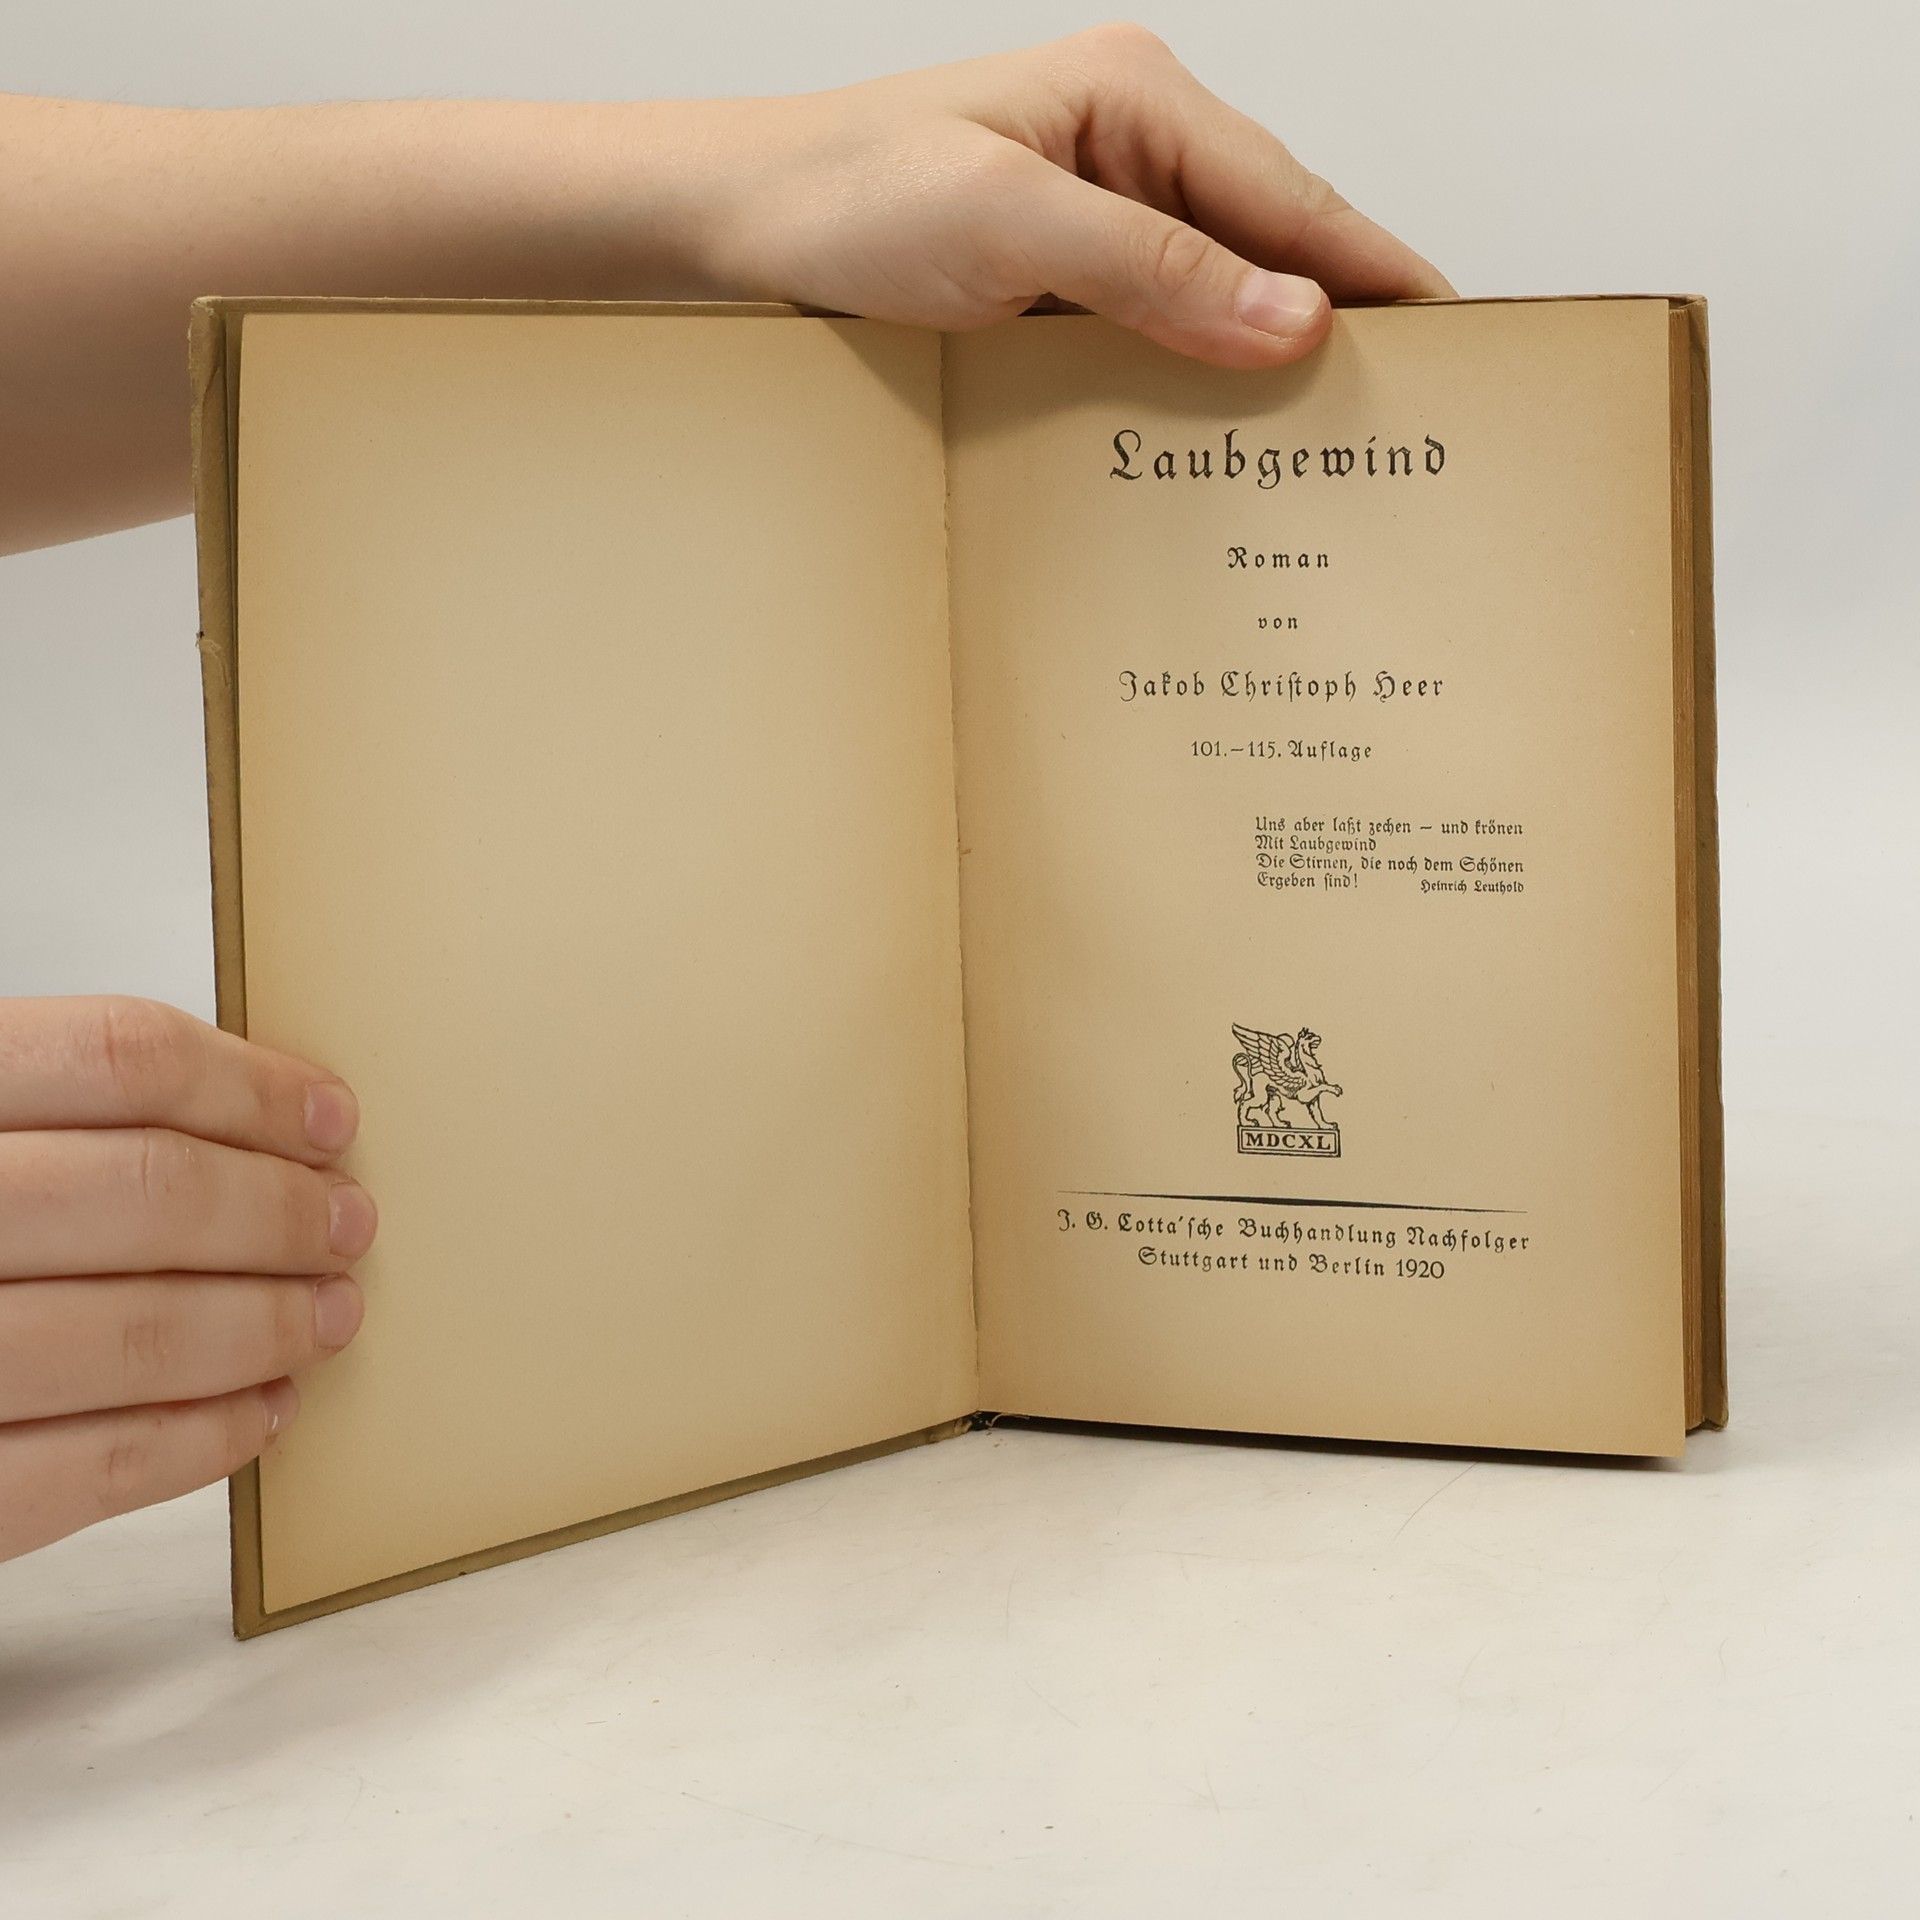 Laubgewind
Roman
von
Jakob Chriſtoph Heer
101.–115. Auflage
Uns aber laßt zechen – und krönen
Mit Laubgewind
Die Stirnen, die noch dem Schönen
Ergeben ſind! Heinrich Leuthold
MDCXL
J. G. Cotta'ſche Buchhandlung Nachfolger
Stuttgart und Berlin 1920